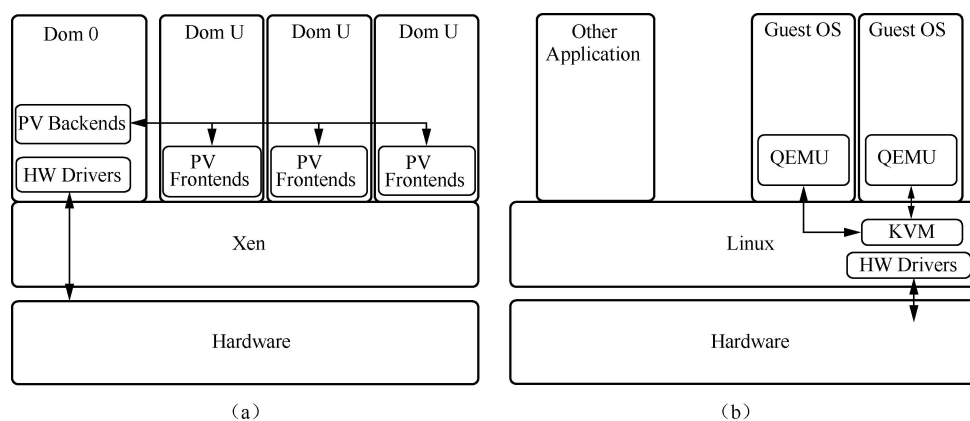 Dom 0
Dom U
Dom U
Dom U
PV Backends
HW Drivers
PV
Frontends
PV
Frontends
PV
Frontends
Xen
Hardware
(a)
Other
Application
Guest OS
Guest OS
QEMU
QEMU
Linux
KVM
HW Drivers
Hardware
(b)